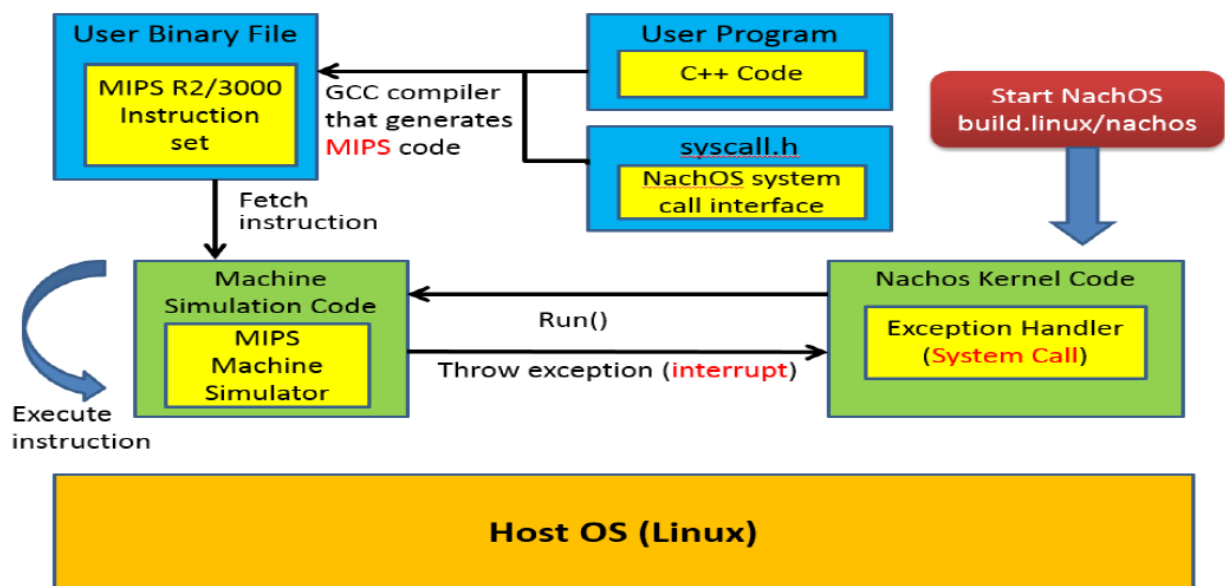 User Binary File
MIPS R2/3000
Instruction
set
GCC compiler
that generates
MIPS code
User Program
C++ Code
syscall.h
NachOS system
call interface
Start NachOS
build.linux/nachos
Fetch
instruction
Machine
Simulation Code
MIPS
Machine
Simulator
Execute
instruction
Run()
Throw exception (interrupt)
Nachos Kernel Code
Exception Handler
(System Call)
Host OS (Linux)